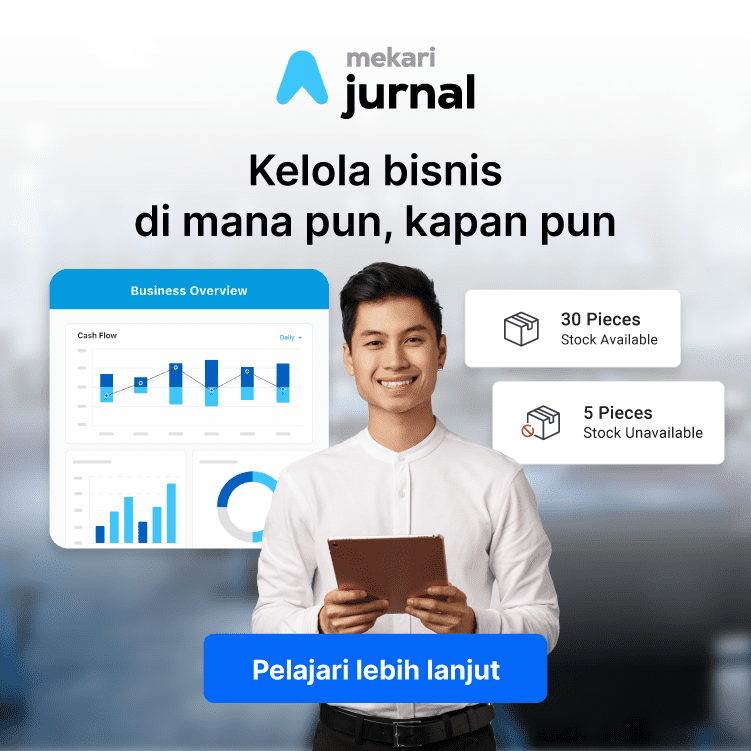 mekari
jurnal
Kelola bisnis
di mana pun, kapan pun
Business Overview
Cash Flow
Daily
30 Pieces
Stock Available
5 Pieces
Stock Unavailable
Pelajari lebih lanjut